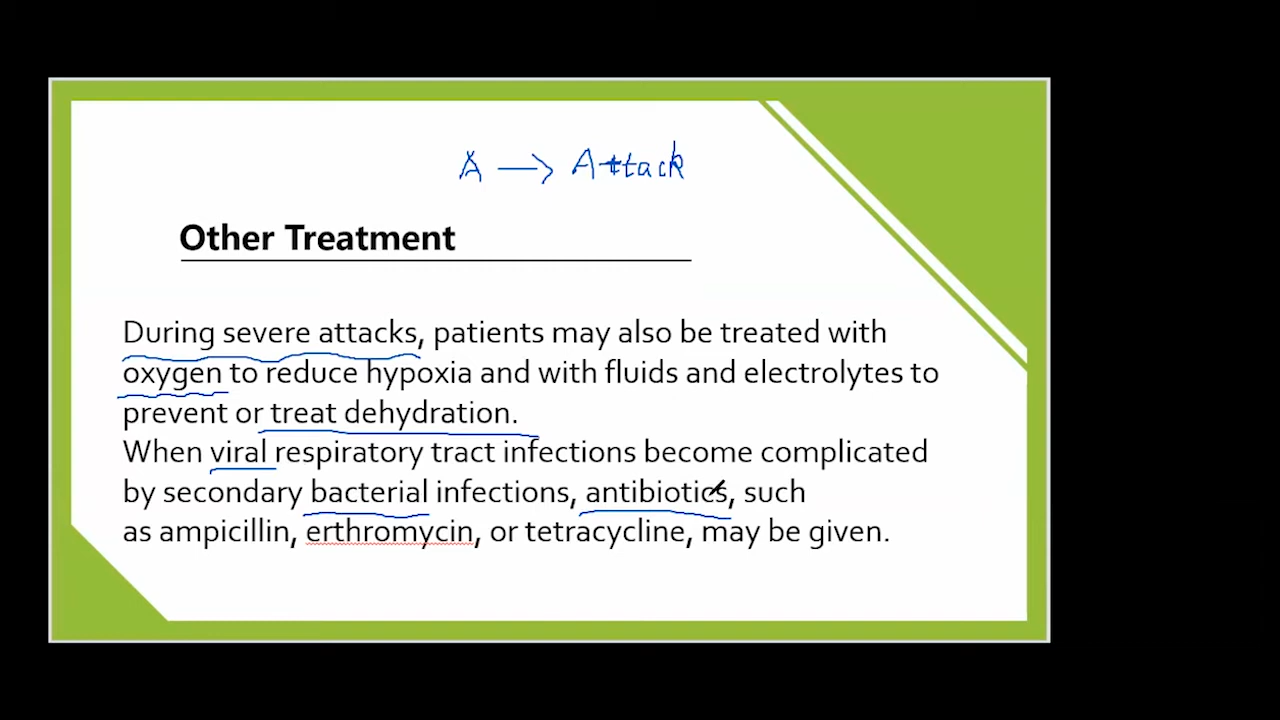 A → Attack
Other Treatment
During severe attacks, patients may also be treated with
oxygen to reduce hypoxia and with fluids and electrolytes to
prevent or treat dehydration.
When viral respiratory tract infections become complicated
by secondary bacterial infections, antibiotics, such
as ampicillin, erthromycin, or tetracycline, may be given.